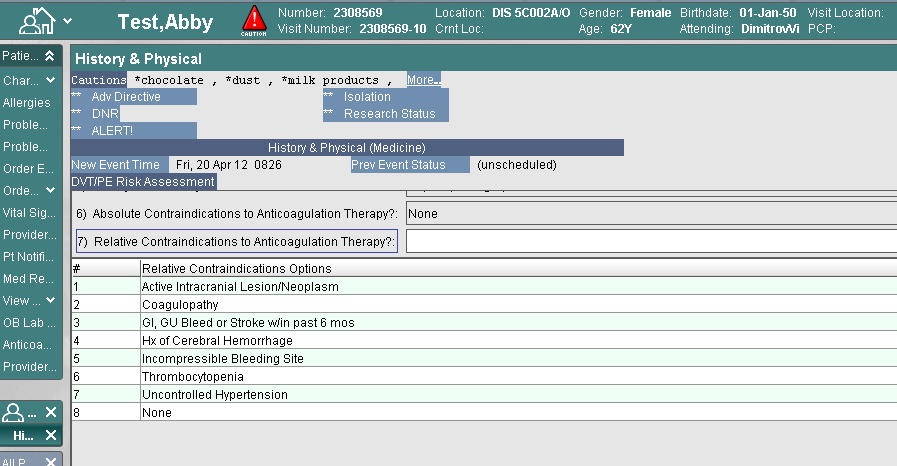 Test,Abby
CAUTION
Number: 2308569 Location: DIS 5C002A/O Gender: Female Birthdate: 01-Jan-50 Visit Location:
Visit Number: 2308569-10 Crnt Loc: Age: 62Y Attending: DimitrovVi PCP:
Patie...
Char...
Allergies
Proble...
Proble...
Order E...
Orde...
Vital Sig...
Provider...
Pt Notifi...
Med Re...
View ...
OB Lab ...
Anticoa...
Provider...
... X
Hi... X
All P...
History & Physical
Cautions *chocolate , *dust , *milk products , More...
** Adv Directive ** Isolation
** DNR ** Research Status
** ALERT!
History & Physical (Medicine)
New Event Time Fri, 20 Apr 12 0826 Prev Event Status (unscheduled)
DVT/PE Risk Assessment
6) Absolute Contraindications to Anticoagulation Therapy?: None
7) Relative Contraindications to Anticoagulation Therapy?:
# Relative Contraindications Options
1 Active Intracranial Lesion/Neoplasm
2 Coagulopathy
3 GI, GU Bleed or Stroke w/in past 6 mos
4 Hx of Cerebral Hemorrhage
5 Incompressible Bleeding Site
6 Thrombocytopenia
7 Uncontrolled Hypertension
8 None